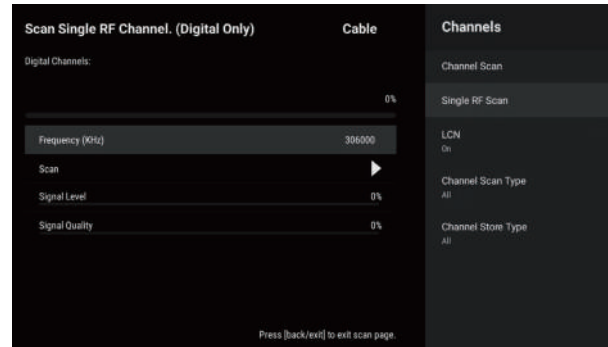 Scan Single RF Channel. (Digital Only) Cable
Digital Channels:
0%
Frequency (KHz) 306000
Scan
Signal Level 0%
Signal Quality 0%
Press [back/exit] to exit scan page.
Channels
Channel Scan
Single RF Scan
LCN
On
Channel Scan Type
All
Channel Store Type
All